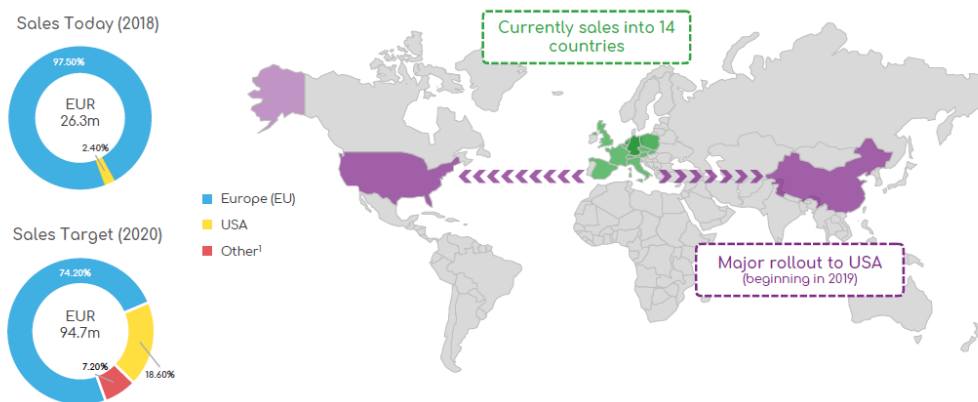 Sales Today (2018)
97.50%
EUR
26.3m
2.40%
Europe (EU)
USA
Other¹
Sales Target (2020)
74.20%
EUR
94.7m
7.20%
18.60%
Currently sales into 14
countries
Major rollout to USA
(beginning in 2019)